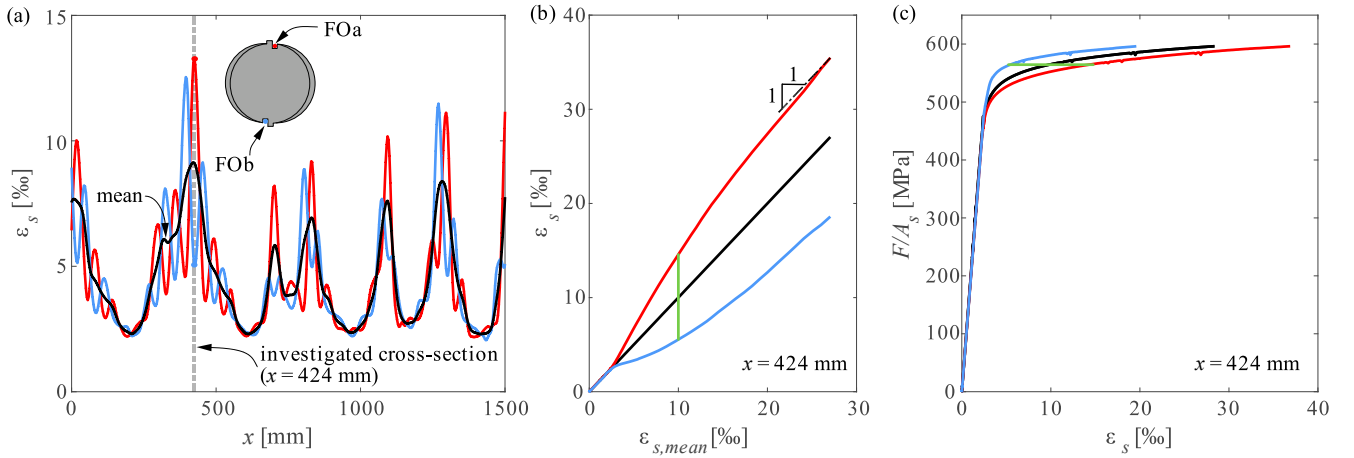 (a)
15
10
5
0
ε_s [‰]
0
500
1000
1500
x [mm]
FOa
FOb
mean
investigated cross-section
(x = 424 mm)
(b)
40
30
20
10
0
ε_s [‰]
0
10
20
30
ε_s,mean [‰]
1
1
x = 424 mm
(c)
600
500
400
300
200
100
0
F/A_s [MPa]
0
10
20
30
40
ε_s [‰]
x = 424 mm